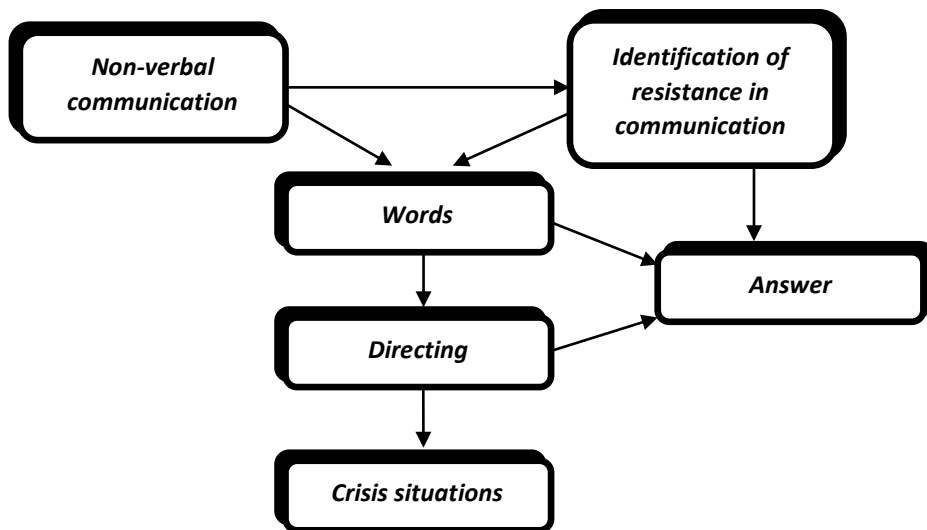 Non-verbal
communication
Identification of
resistance in
communication
Words
Answer
Directing
Crisis situations